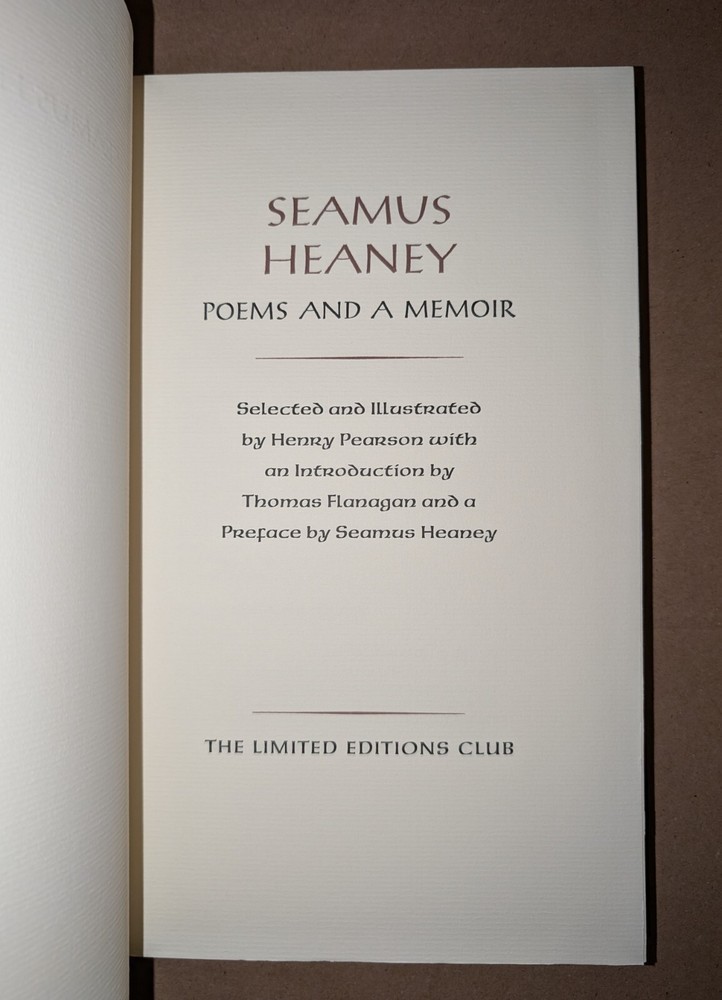 SEAMUS
HEANEY
POEMS AND A MEMOIR
Selected and Illustrated
by Henry Pearson with
an Introduction by
Thomas Flanagan and a
Preface by Seamus Heaney
THE LIMITED EDITIONS CLUB